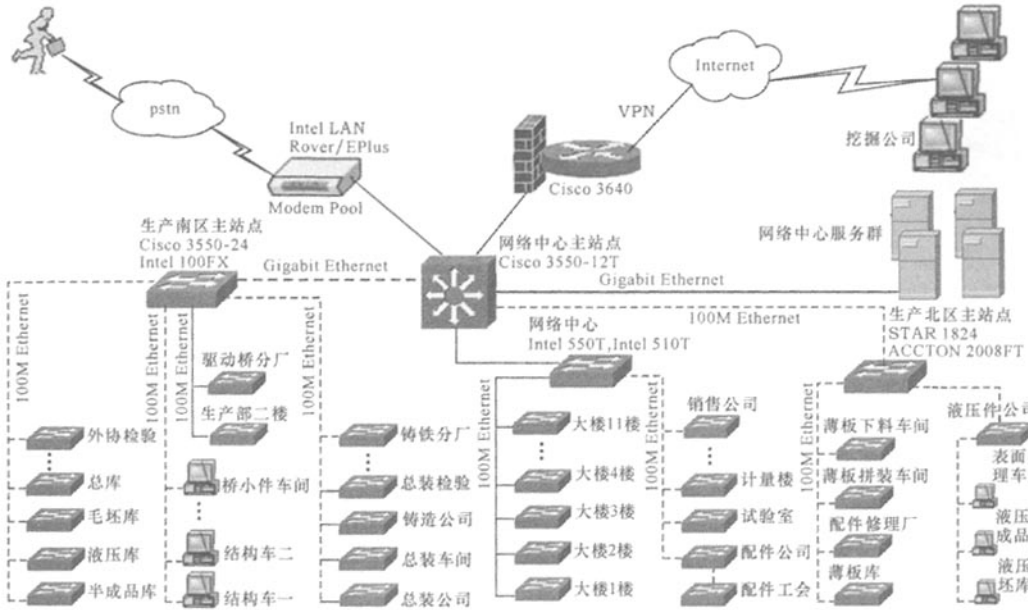 pstn
Internet
VPN
Intel LAN
Rover/EPlus
Modem Pool
Cisco 3640
挖掘公司
生产南区主站点
Cisco 3550-24
Intel 100FX
Gigabit Ethernet
网络中心主站点
Cisco 3550-12T
网络中心服务群
Gigabit Ethernet
100M Ethernet
网络中心
Intel 550T,Intel 510T
生产北区主站点
STAR 1824
ACCTON 2008FT
100M Ethernet
100M Ethernet
100M Ethernet
100M Ethernet
100M Ethernet
100M Ethernet
100M Ethernet
驱动桥分厂
生产部二楼
外协检验
总库
毛坯库
液压库
半成品库
桥小件车间
结构车二
结构车一
铸铁分厂
总装检验
铸造公司
总装车间
总装公司
大楼11楼
大楼4楼
大楼3楼
大楼2楼
大楼1楼
销售公司
计量楼
试验室
配件公司
配件工会
薄板下料车间
薄板拼装车间
配件修理厂
薄板库
液压件公司
表面
理车
液压
成品
液压
坯库